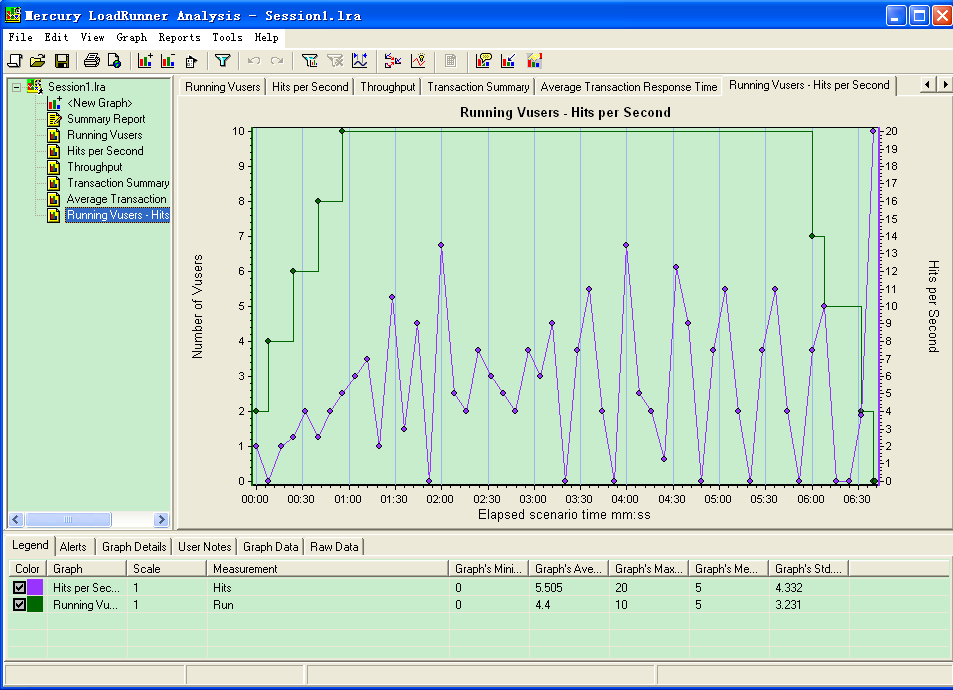 Mercury LoadRunner Analysis - Session1.lra
File Edit View Graph Reports Tools Help
Session1.lra
<New Graph>
Summary Report
Running Vusers
Hits per Second
Throughput
Transaction Summary
Average Transaction
Running Vusers - Hits
Running Vusers Hits per Second Throughput Transaction Summary Average Transaction Response Time Running Vusers - Hits per Second
Running Vusers - Hits per Second
Number of Vusers
10
9
8
7
6
5
4
3
2
1
0
20
19
18
17
16
15
14
13
12
11
10
9
8
7
6
5
4
3
2
1
0
Hits per Second
00:00 00:30 01:00 01:30 02:00 02:30 03:00 03:30 04:00 04:30 05:00 05:30 06:00 06:30
Elapsed scenario time mm:ss
Legend Alerts Graph Details User Notes Graph Data Raw Data
Color Graph Scale Measurement Graph's Mini... Graph's Ave... Graph's Max... Graph's Me... Graph's Std....
Hits per Sec... 1 Hits 0 5.505 20 5 4.332
Running Vu... 1 Run 0 4.4 10 5 3.231